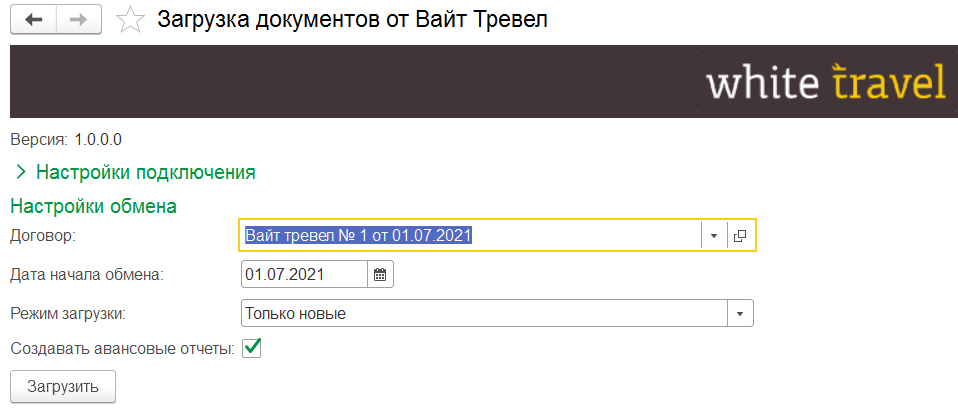 Загрузка документов от Вайт Тревел
white travel
Версия: 1.0.0.0
Настройки подключения
Настройки обмена
Договор: Вайт тревел № 1 от 01.07.2021
Дата начала обмена: 01.07.2021
Режим загрузки: Только новые
Создавать авансовые отчеты:
Загрузить